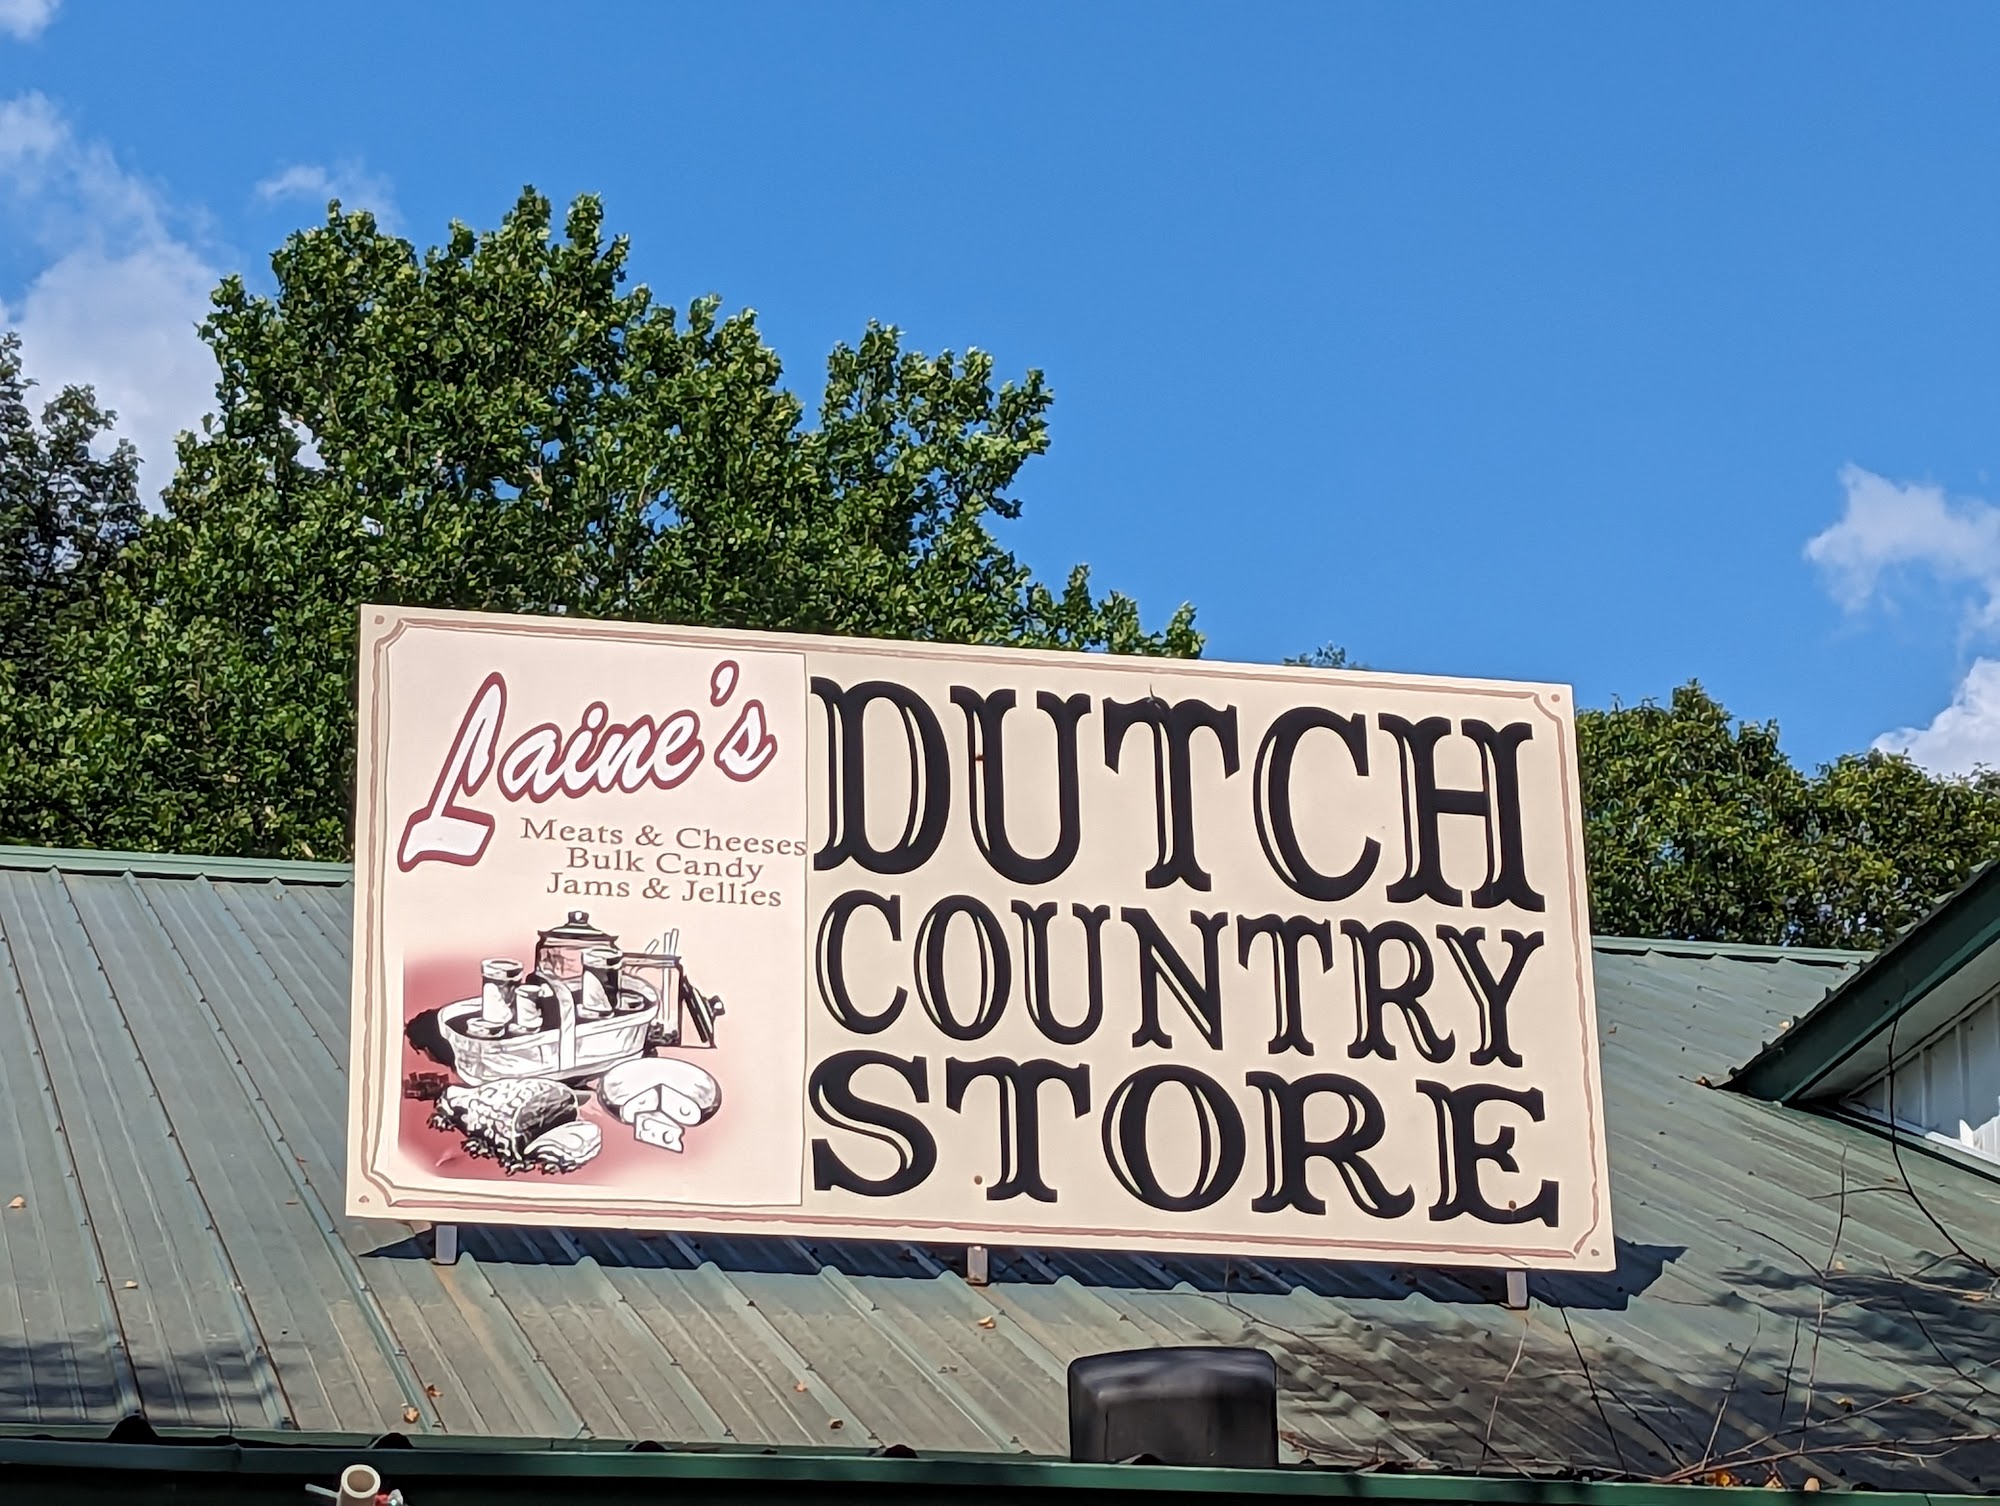 Laine's
Meats & Cheeses
Bulk Candy
Jams & Jellies
DUTCH
COUNTRY
STORE